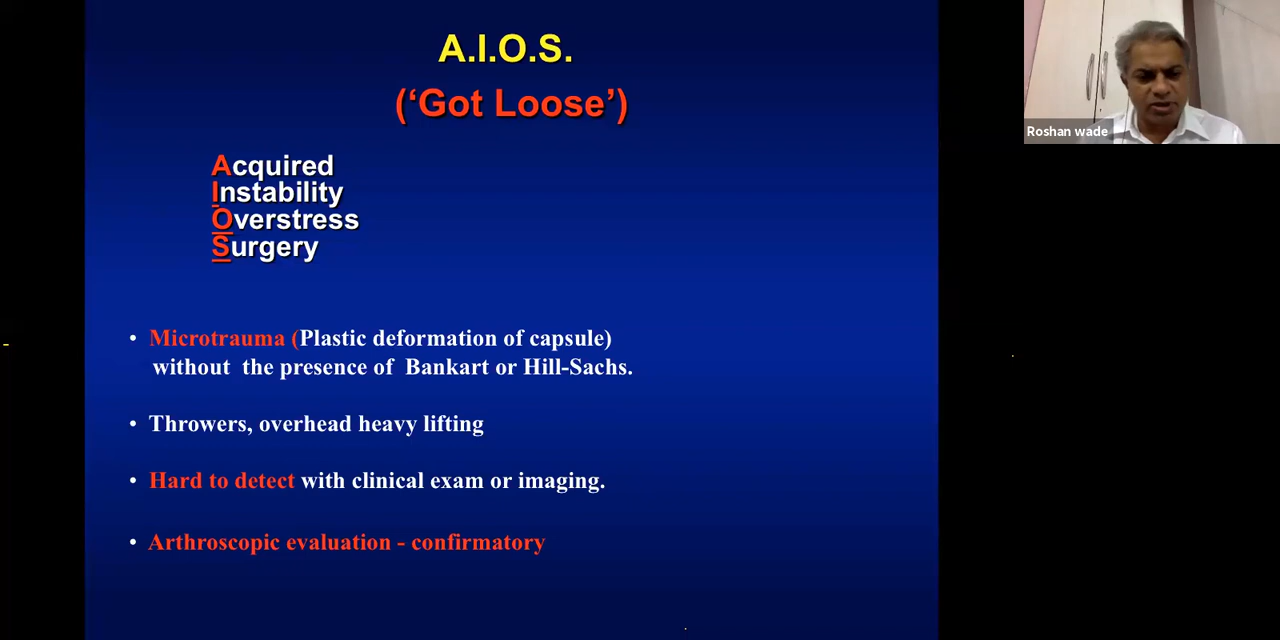 A.I.O.S.
(‘Got Loose’)
Acquired
Instability
Overstress
Surgery
• Microtrauma (Plastic deformation of capsule)
without the presence of Bankart or Hill-Sachs.
• Throwers, overhead heavy lifting
• Hard to detect with clinical exam or imaging.
• Arthroscopic evaluation - confirmatory
Roshan wade